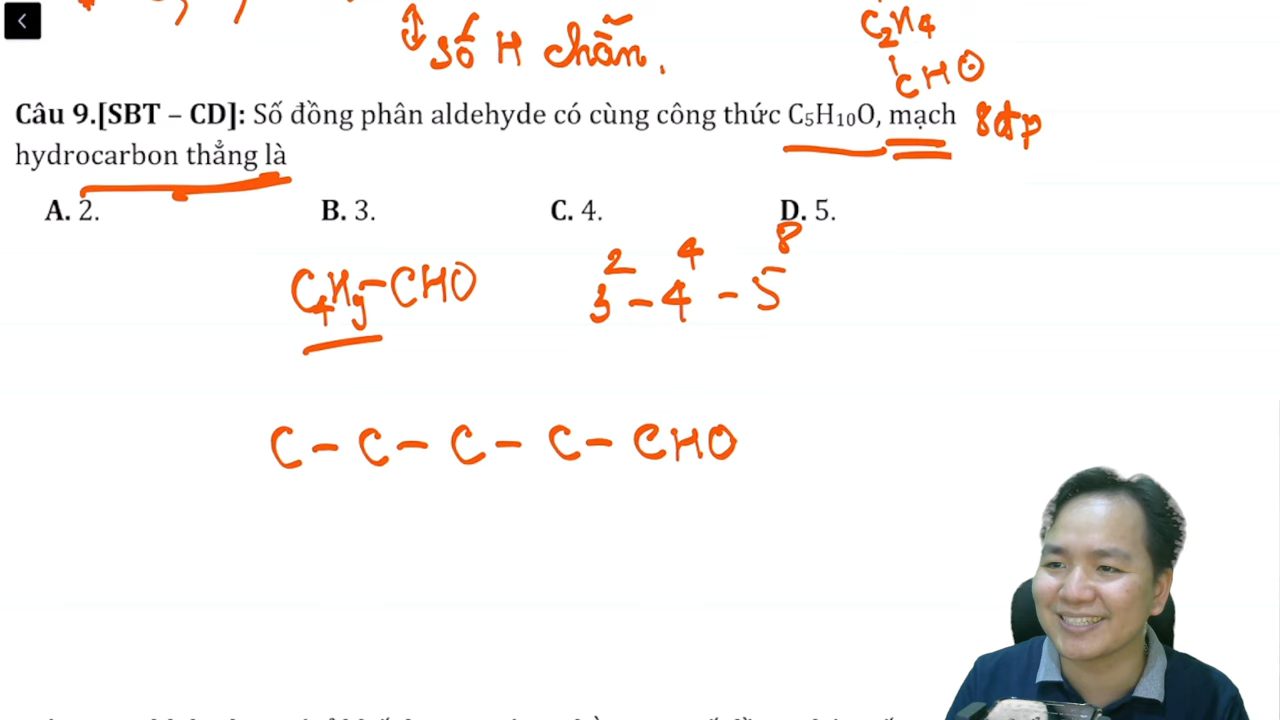 số H chẵn.
C₂H₄
CHO
Câu 9.[SBT – CD]: Số đồng phân aldehyde có cùng công thức C₅H₁₀O, mạch
8đp
hydrocarbon thẳng là
A. 2. B. 3. C. 4. D. 5.
2 4 8
C₄H₉-CHO 3 - 4 - 5
C - C - C - C - CHO